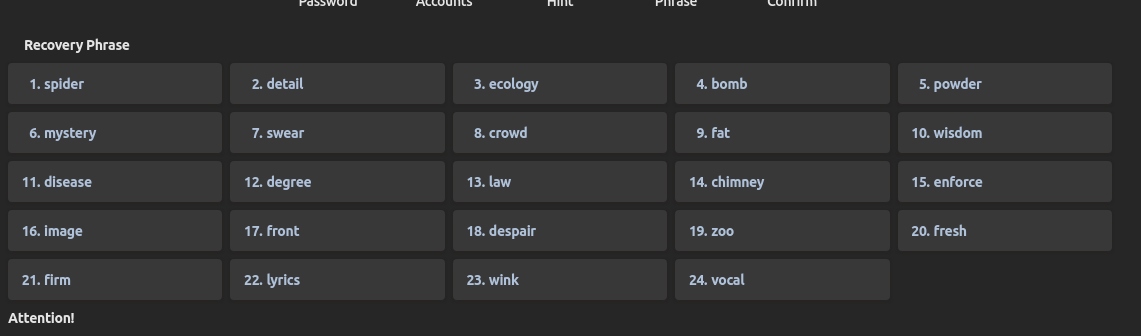 Password Accounts Hint Phrase Confirm
Recovery Phrase
1. spider 2. detail 3. ecology 4. bomb 5. powder
6. mystery 7. swear 8. crowd 9. fat 10. wisdom
11. disease 12. degree 13. law 14. chimney 15. enforce
16. image 17. front 18. despair 19. zoo 20. fresh
21. firm 22. lyrics 23. wink 24. vocal
Attention!